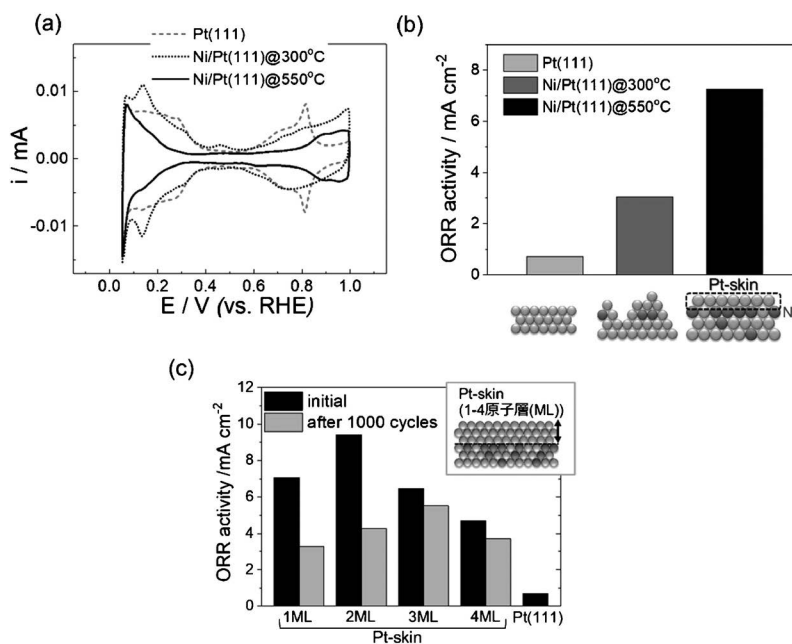 (a)
Pt(111)
Ni/Pt(111)@300°C
Ni/Pt(111)@550°C
i / mA
0.01
0.00
-0.01
0.0 0.2 0.4 0.6 0.8 1.0
E / V (vs. RHE)
(b)
Pt(111)
Ni/Pt(111)@300°C
Ni/Pt(111)@550°C
ORR activity / mA cm⁻²
8
6
4
2
0
Pt-skin
N
(c)
initial
after 1000 cycles
Pt-skin
(1-4原子層(ML))
ORR activity /mA cm⁻²
12
10
8
6
4
2
0
1ML 2ML 3ML 4ML Pt(111)
Pt-skin